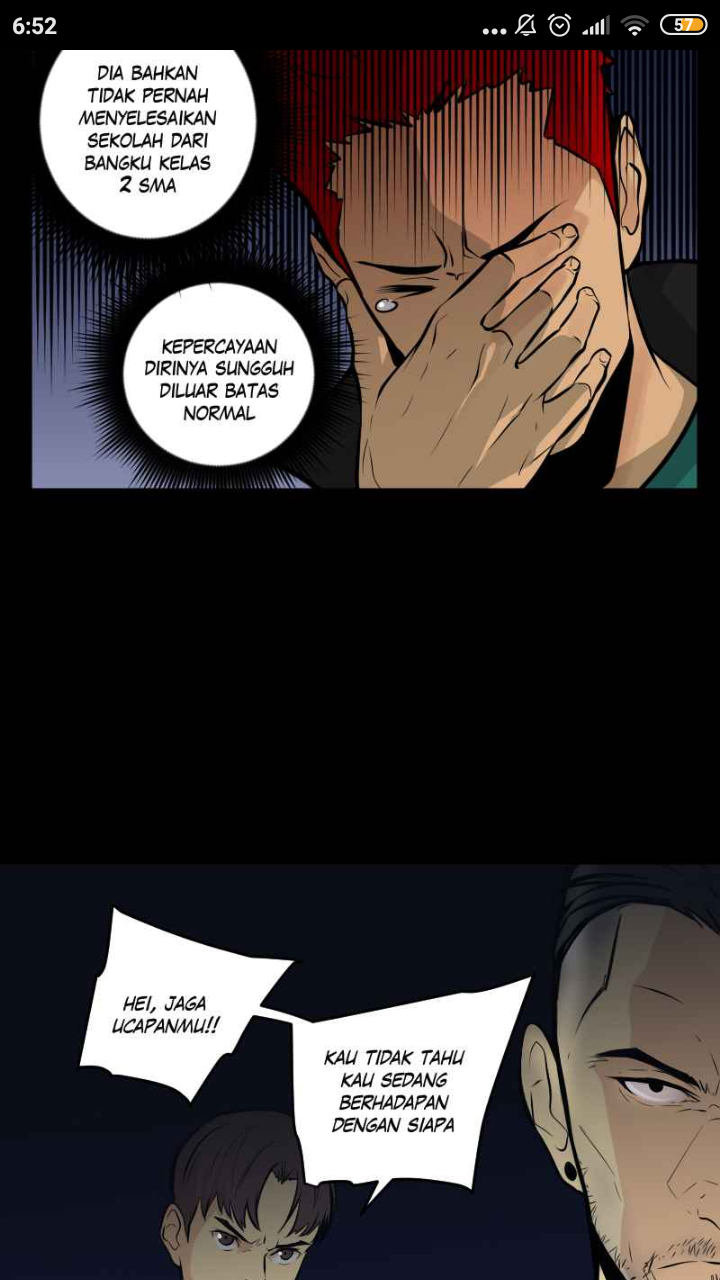 6:52
57
DIA BAHKAN
TIDAK PERNAH
MENYELESAIKAN
SEKOLAH DARI
BANGKU KELAS
2 SMA
KEPERCAYAAN
DIRINYA SUNGGUH
DILUAR BATAS
NORMAL
HEI, JAGA
UCAPANMU!!
KAU TIDAK TAHU
KAU SEDANG
BERHADAPAN
DENGAN SIAPA